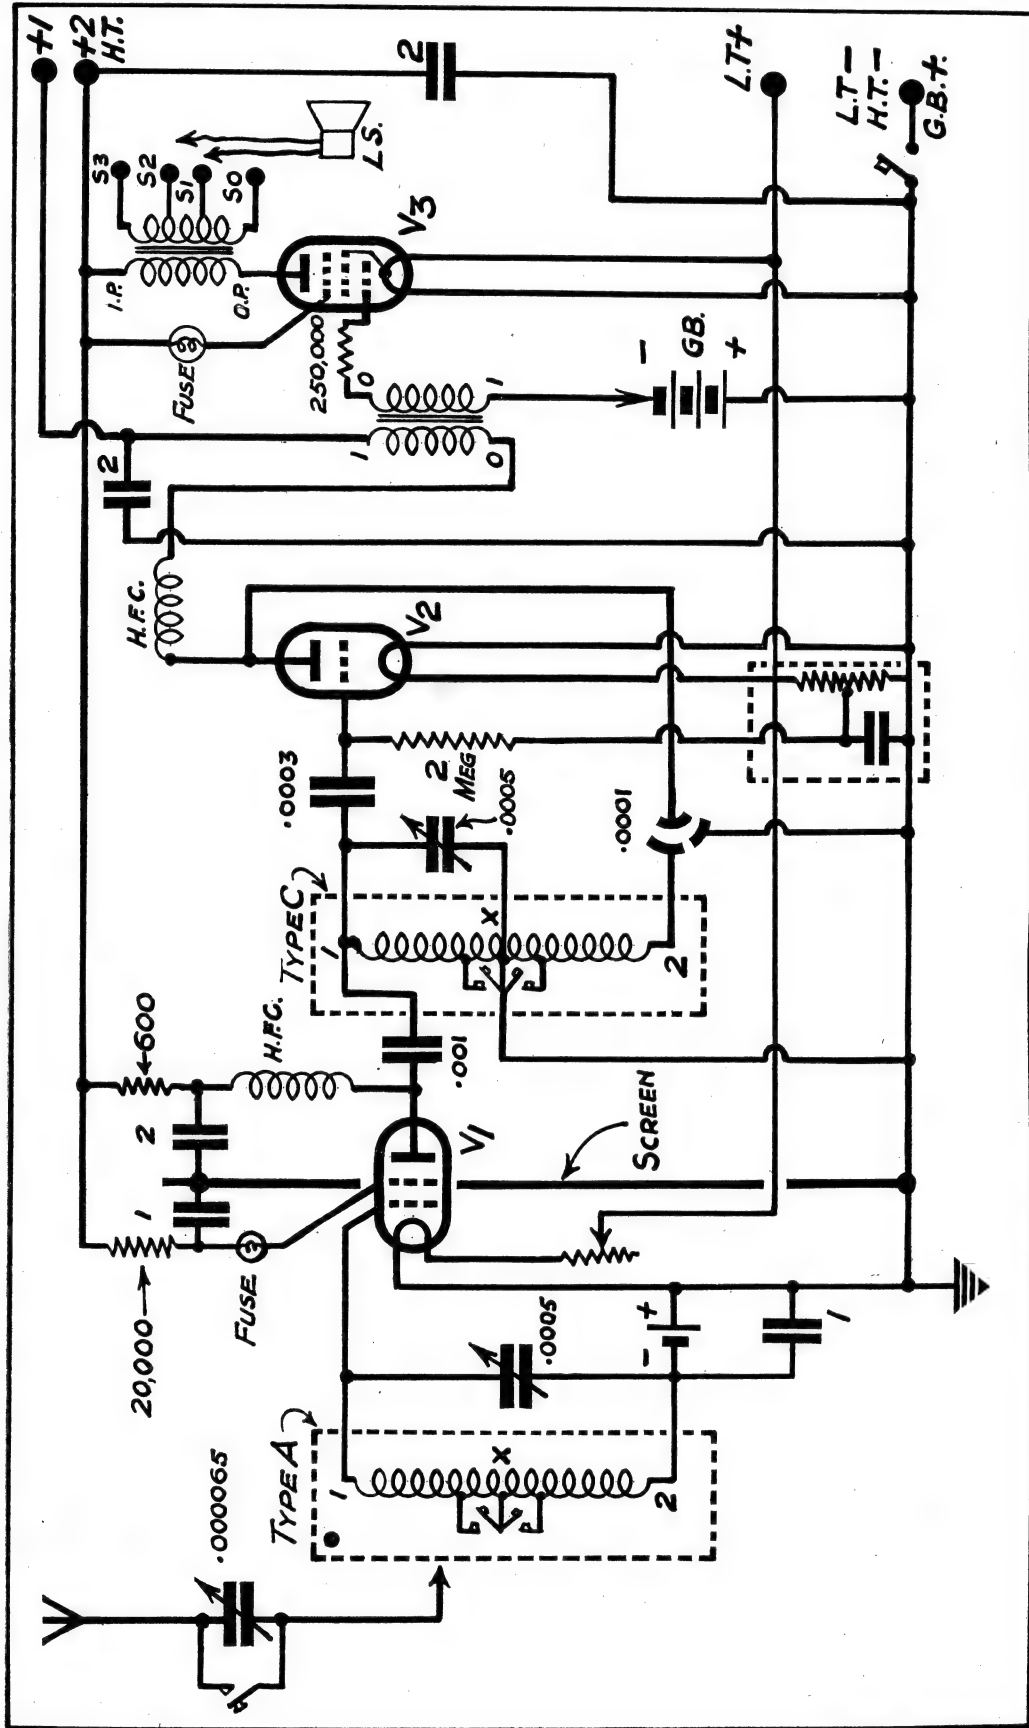 +1
+2
H.T.
2
L.T+
L.T-
H.T.-
G.B.+
S3
S2
S1
S0
L.S.
I.P.
O.P.
V3
FUSE
250,000
0
1
1
0
-
GB.
+
2
H.F.C.
V2
.0003
2
MEG
.0005
.0001
TYPE C
1
X
2
600
H.F.C.
.001
2
1
V1
SCREEN
20,000
FUSE
.0005
+
-
1
TYPE A
1
X
2
.000065